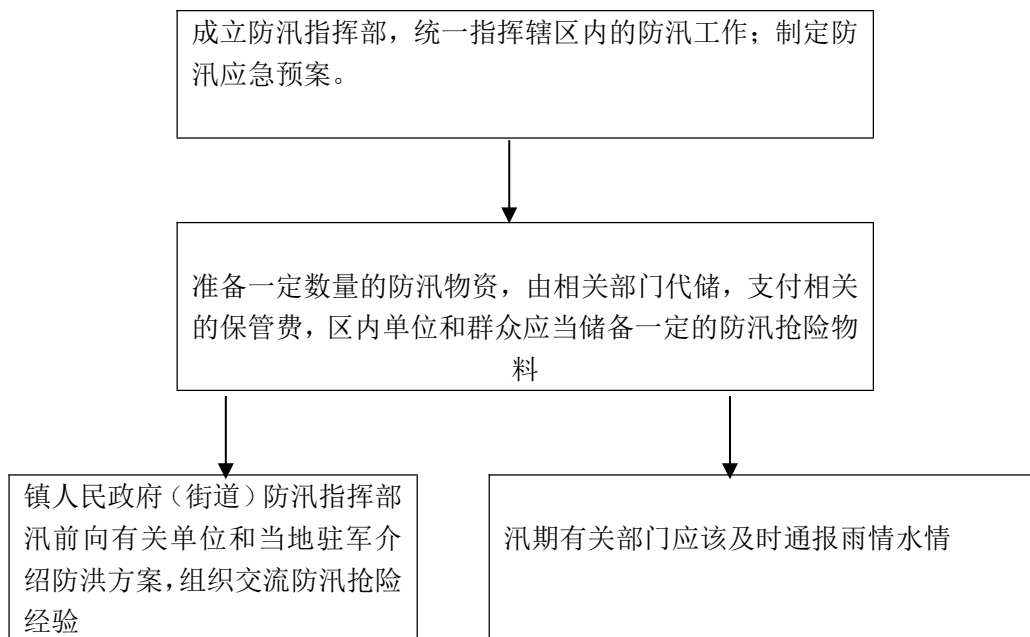 成立防汛指挥部，统一指挥辖区内的防汛工作；制定防
汛应急预案。
准备一定数量的防汛物资，由相关部门代储，支付相关
的保管费，区内单位和群众应当储备一定的防汛抢险物
料
镇人民政府（街道）防汛指挥部
汛前向有关单位和当地驻军介
绍防洪方案，组织交流防汛抢险
经验
汛期有关部门应该及时通报雨情水情